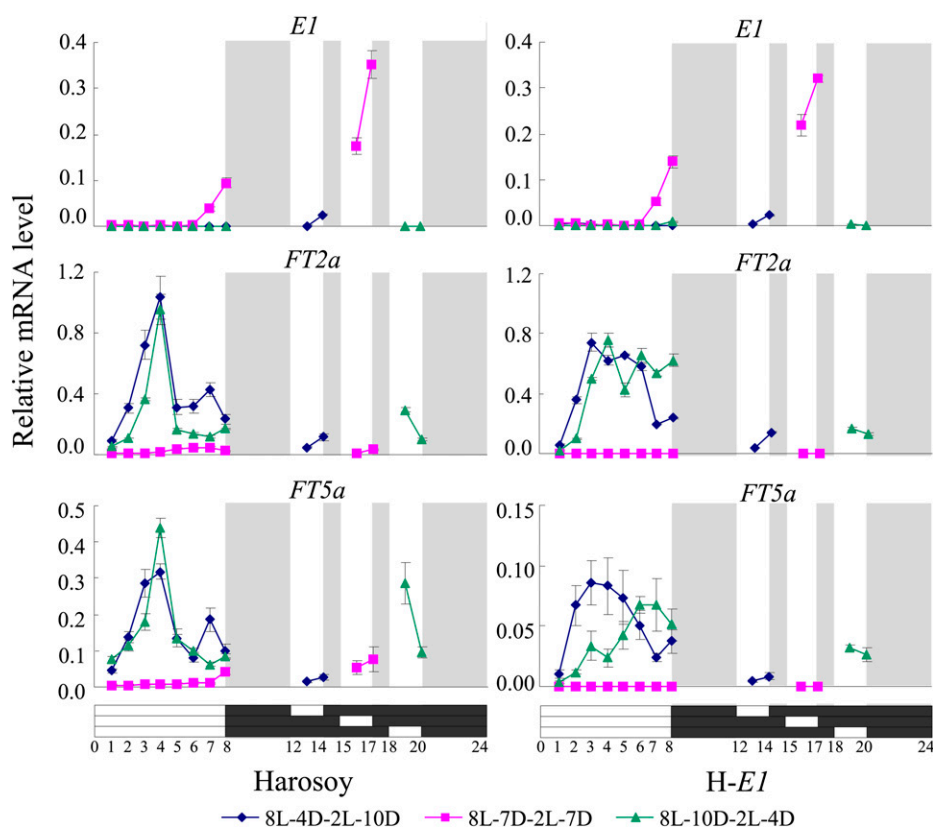 E1 E1
0.4 0.4
0.3 0.3
0.2 0.2
0.1 0.1
0.0 0.0
Relative mRNA level
FT2a FT2a
1.2 1.2
0.8 0.8
0.4 0.4
0.0 0.0
FT5a FT5a
0.5 0.15
0.4
0.3 0.10
0.2
0.1 0.05
0.0 0.00
0 1 2 3 4 5 6 7 8 12 14 15 17 18 20 24 0 1 2 3 4 5 6 7 8 12 14 15 17 18 20 24
Harosoy H-E1
8L-4D-2L-10D 8L-7D-2L-7D 8L-10D-2L-4D